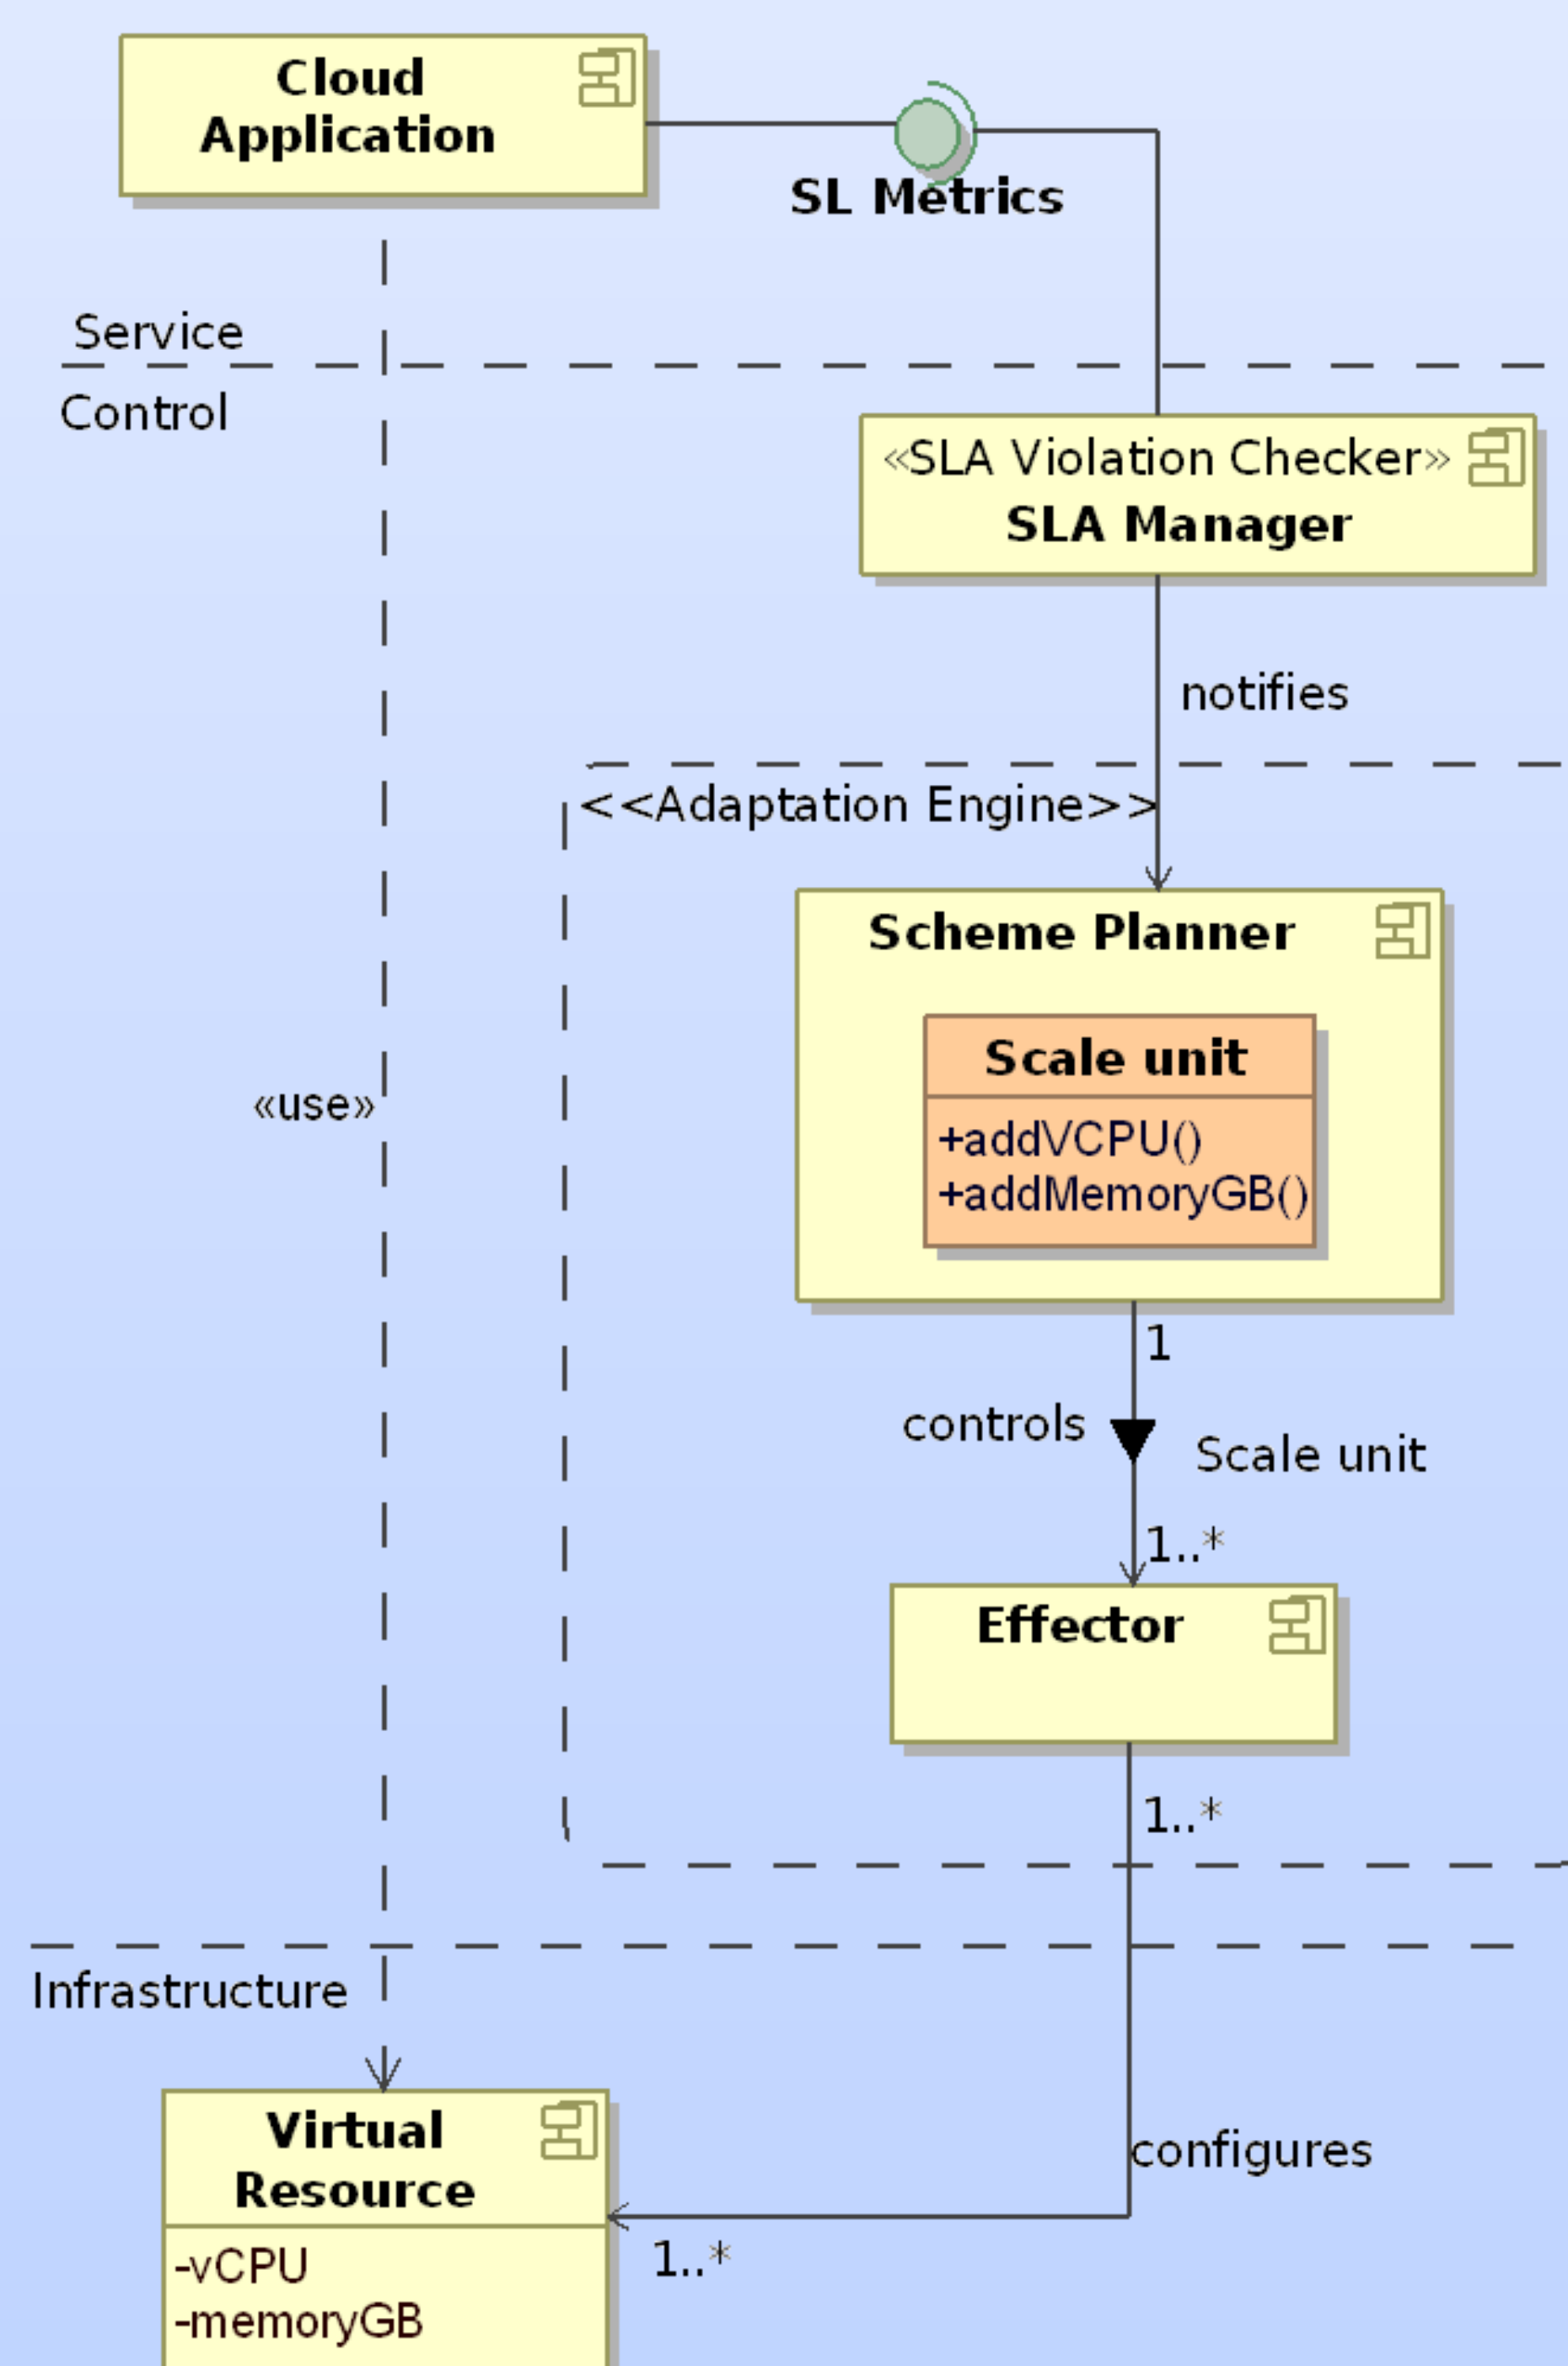 Cloud
Application
SL Metrics
Service
Control
«SLA Violation Checker»
SLA Manager
notifies
<<Adaptation Engine>>
Scheme Planner
Scale unit
«use»
+addVCPU()
+addMemoryGB()
1
controls
Scale unit
1..*
Effector
1..*
Infrastructure
Virtual
Resource
configures
1..*
-vCPU
-memoryGB